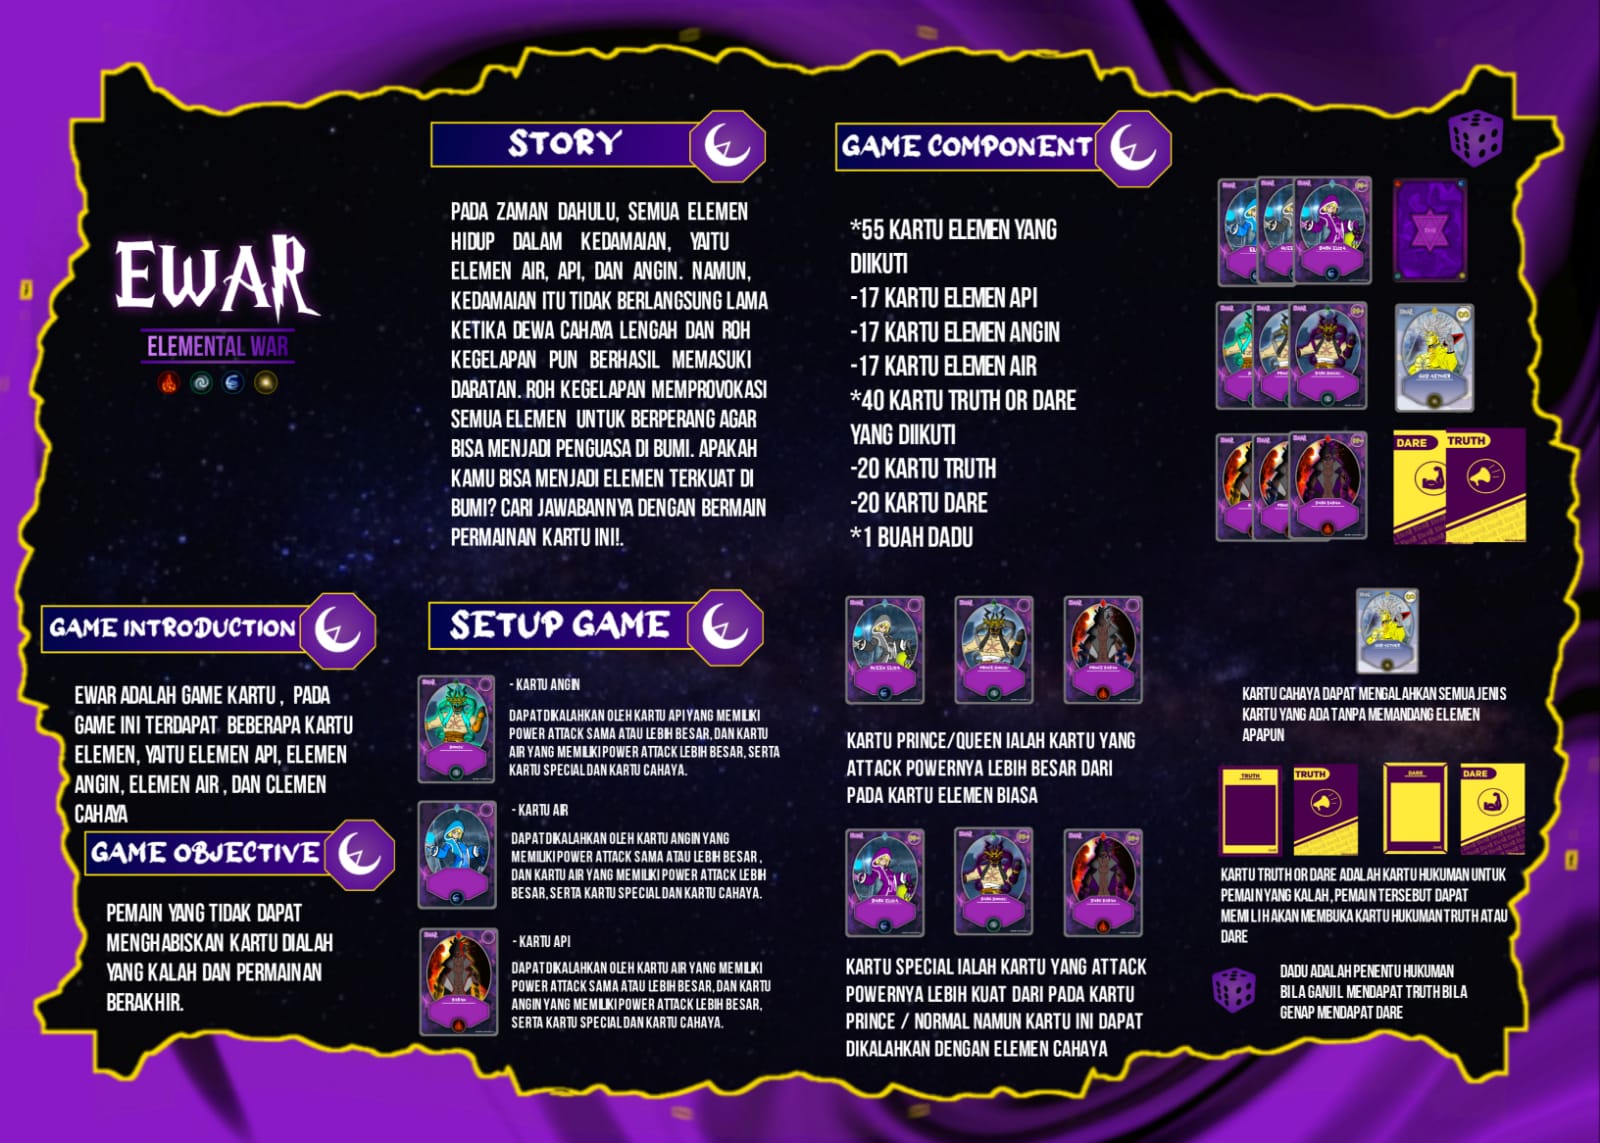 EWAR
ELEMENTAL WAR
STORY
PADA ZAMAN DAHULU, SEMUA ELEMEN
HIDUP DALAM KEDAMAIAN, YAITU
ELEMEN AIR, API, DAN ANGIN. NAMUN,
KEDAMAIAN ITU TIDAK BERLANGSUNG LAMA
KETIKA DEWA CAHAYA LENGAH DAN ROH
KEGELAPAN PUN BERHASIL MEMASUKI
DARATAN. ROH KEGELAPAN MEMPROVOKASI
SEMUA ELEMEN UNTUK BERPERANG AGAR
BISA MENJADI PENGUASA DI BUMI. APAKAH
KAMU BISA MENJADI ELEMEN TERKUAT DI
BUMI? CARI JAWABANNYA DENGAN BERMAIN
PERMAINAN KARTU INI!.
GAME COMPONENT
*55 KARTU ELEMEN YANG
DIIKUTI
-17 KARTU ELEMEN API
-17 KARTU ELEMEN ANGIN
-17 KARTU ELEMEN AIR
*40 KARTU TRUTH OR DARE
YANG DIIKUTI
-20 KARTU TRUTH
-20 KARTU DARE
*1 BUAH DADU
DARE
TRUTH
GAME INTRODUCTION
EWAR ADALAH GAME KARTU , PADA
GAME INI TERDAPAT BEBERAPA KARTU
ELEMEN, YAITU ELEMEN API, ELEMEN
ANGIN, ELEMEN AIR , DAN CLEMEN
CAHAYA
GAME OBJECTIVE
PEMAIN YANG TIDAK DAPAT
MENGHABISKAN KARTU DIALAH
YANG KALAH DAN PERMAINAN
BERAKHIR.
SETUP GAME
- KARTU ANGIN
DAPAT DIKALAHKAN OLEH KARTU API YANG MEMILIKI
POWER ATTACK SAMA ATAU LEBIH BESAR, DAN KARTU
AIR YANG MEMILIKI POWER ATTACK LEBIH BESAR, SERTA
KARTU SPECIAL DAN KARTU CAHAYA.
- KARTU AIR
DAPAT DIKALAHKAN OLEH KARTU ANGIN YANG
MEMILIKI POWER ATTACK SAMA ATAU LEBIH BESAR ,
DAN KARTU AIR YANG MEMILIKI POWER ATTACK LEBIH
BESAR, SERTA KARTU SPECIAL DAN KARTU CAHAYA.
- KARTU API
DAPAT DIKALAHKAN OLEH KARTU AIR YANG MEMILIKI
POWER ATTACK SAMA ATAU LEBIH BESAR, DAN KARTU
ANGIN YANG MEMILIKI POWER ATTACK LEBIH BESAR,
SERTA KARTU SPECIAL DAN KARTU CAHAYA.
KARTU PRINCE/QUEEN IALAH KARTU YANG
ATTACK POWERNYA LEBIH BESAR DARI
PADA KARTU ELEMEN BIASA
KARTU SPECIAL IALAH KARTU YANG ATTACK
POWERNYA LEBIH KUAT DARI PADA KARTU
PRINCE / NORMAL NAMUN KARTU INI DAPAT
DIKALAHKAN DENGAN ELEMEN CAHAYA
KARTU CAHAYA DAPAT MENGALAHKAN SEMUA JENIS
KARTU YANG ADA TANPA MEMANDANG ELEMEN
APAPUN
TRUTH
TRUTH
DARE
DARE
KARTU TRUTH OR DARE ADALAH KARTU HUKUMAN UNTUK
PEMAIN YANG KALAH , PEMAIN TERSEBUT DAPAT
MEMILIH AKAN MEMBUKA KARTU HUKUMAN TRUTH ATAU
DARE
DADU ADALAH PENENTU HUKUMAN
BILA GANJIL MENDAPAT TRUTH BILA
GENAP MENDAPAT DARE